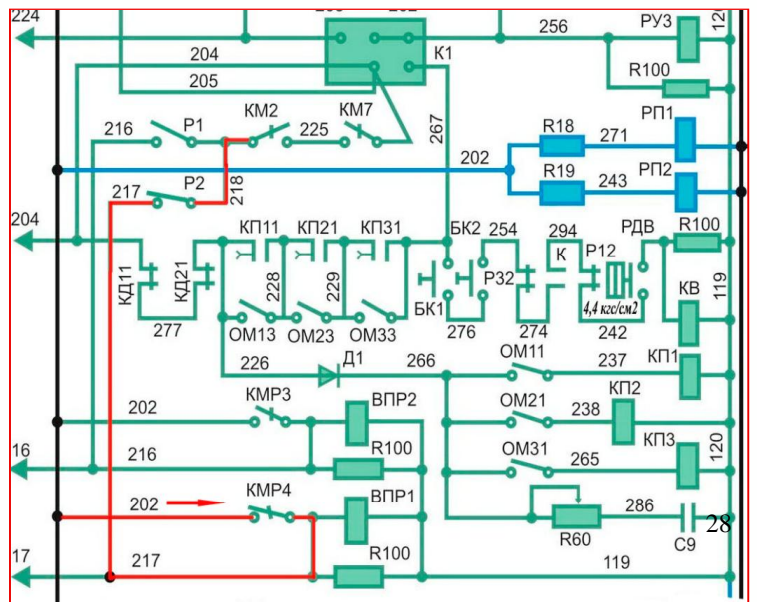 224
256
РУЗ
120
204
К1
R100
205
КМ2
КМ7
216
Р1
225
267
R18
271
РП1
202
Р2
217
218
R19
243
РП2
204
КП11
КП21
КП31
БК2
254
294
РДВ
R100
К
Р12
КД11
КД21
228
229
Р32
119
БК1
4,4 кгс/см2
КВ
277
ОМ13
ОМ23
ОМ33
276
274
242
226
Д1
266
ОМ11
237
КП1
КМР3
ВПР2
КП2
202
ОМ21
238
216
R100
ОМ31
265
КП3
120
16
КМР4
202
ВПР1
286
28
R60
С9
17
217
R100
119